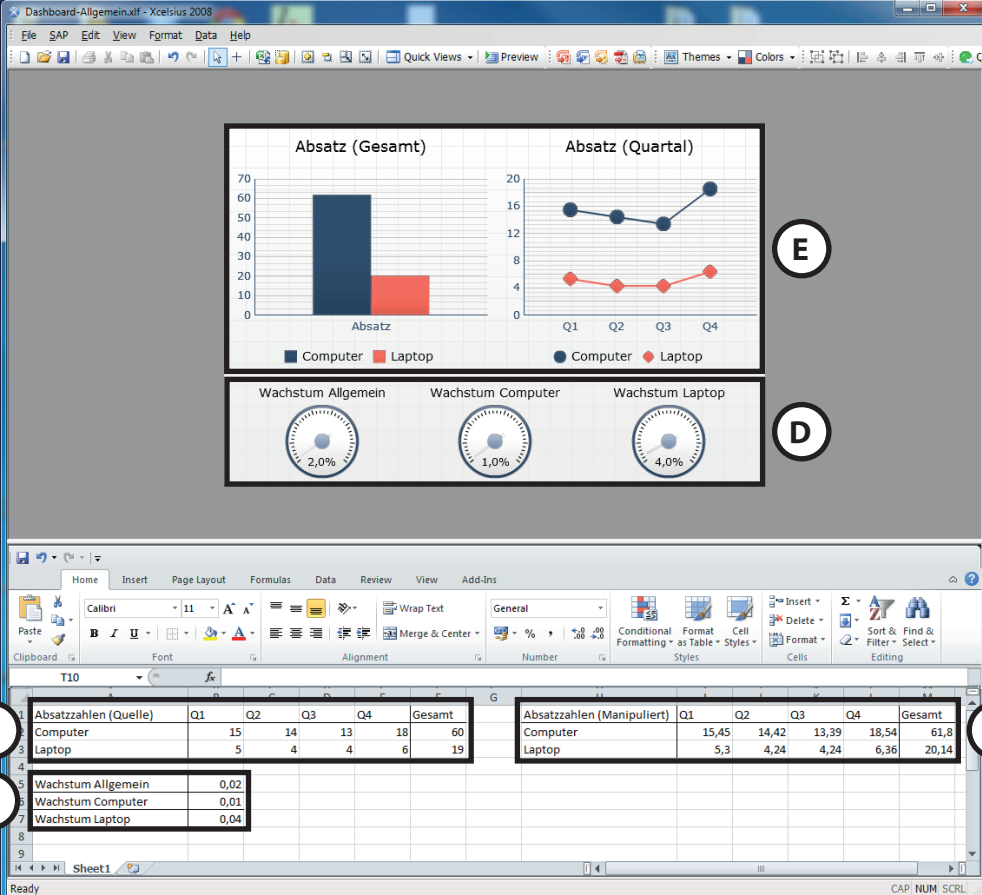 Dashboard-Allgemein.xlf - Xcelsius 2008
File SAP Edit View Format Data Help
Quick Views Preview Themes Colors
Absatz (Gesamt) Absatz (Quartal)
70
60
50
40
30
20
10
0
Absatz
Computer Laptop
20
16
12
8
4
0
Q1 Q2 Q3 Q4
Computer Laptop
E
Wachstum Allgemein Wachstum Computer Wachstum Laptop
2,0% 1,0% 4,0%
D
Home Insert Page Layout Formulas Data Review View Add-Ins
Calibri 11 Wrap Text General
Paste B I U Merge & Center % Conditional Formatting Format as Table Cell Styles Insert Delete Format Σ Sort & Filter Find & Select
Clipboard Font Alignment Number Styles Cells Editing
T10 fx
G
1 Absatzzahlen (Quelle) Q1 Q2 Q3 Q4 Gesamt Absatzzahlen (Manipuliert) Q1 Q2 Q3 Q4 Gesamt
Computer 15 14 13 18 60 Computer 15,45 14,42 13,39 18,54 61,8
3 Laptop 5 4 4 6 19 Laptop 5,3 4,24 4,24 6,36 20,14
4
5 Wachstum Allgemein 0,02
Wachstum Computer 0,01
7 Wachstum Laptop 0,04
8
9
Sheet1
Ready CAP NUM SCRL